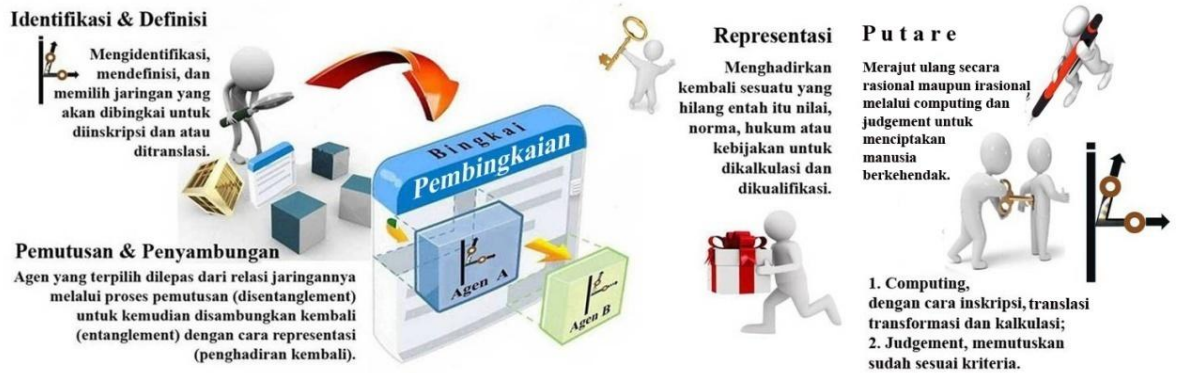 Identifikasi & Definisi
Mengidentifikasi,
mendefinisi, dan
memilih jaringan yang
akan dibingkai untuk
diinskripsi dan atau
ditranslasi.
Pemutusan & Penyambungan
Agen yang terpilih dilepas dari relasi jaringannya
melalui proses pemutusan (disentanglement)
untuk kemudian disambungkan kembali
(entanglement) dengan cara representasi
(penghadiran kembali).
Bingkai
Pembingkaian
Agen A
Agen B
Representasi
Menghadirkan
kembali sesuatu yang
hilang entah itu nilai,
norma, hukum atau
kebijakan untuk
dikalkulasi dan
dikualifikasi.
Putare
Merajut ulang secara
rasional maupun irasional
melalui computing dan
judgement untuk
menciptakan
manusia
berkehendak.
1. Computing,
dengan cara inskripsi, translasi
transformasi dan kalkulasi;
2. Judgement, memutuskan
sudah sesuai kriteria.